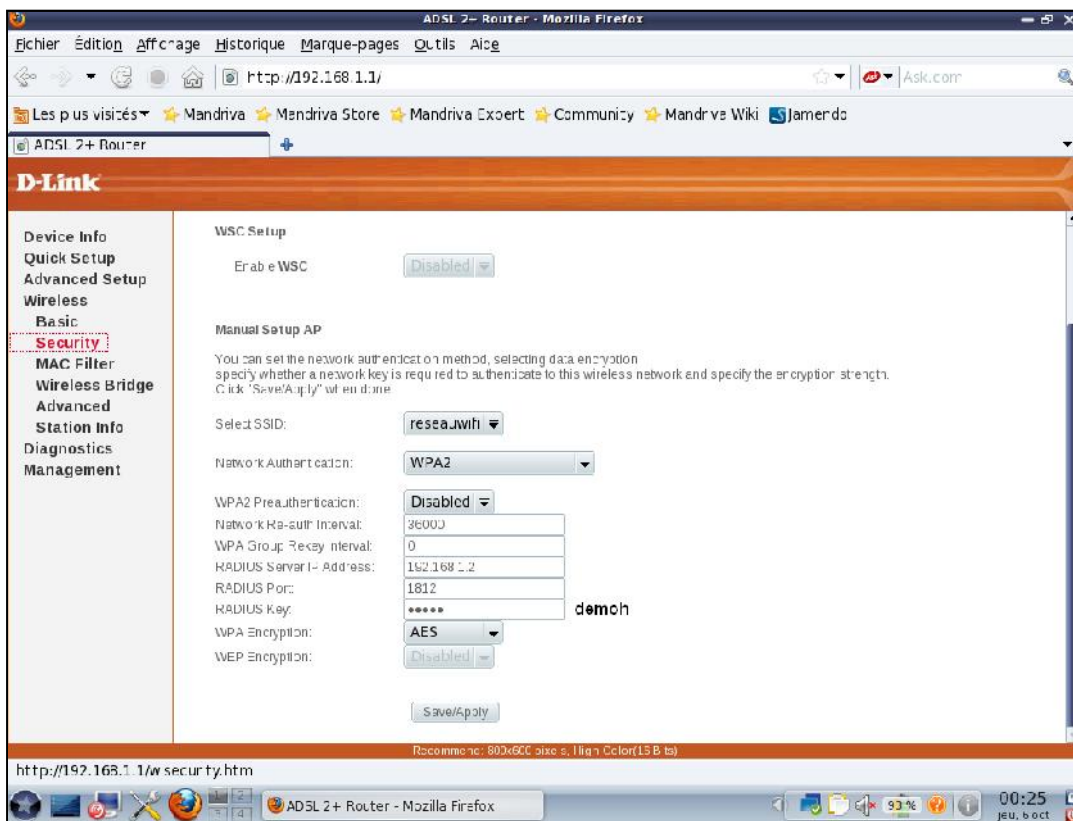 ADSL 2+ Router - Mozilla Firefox
Fichier Édition Affichage Historique Marque-pages Outils Aide
http://192.168.1.1/ Ask.com
Les plus visités Mandriva Mandriva Store Mandriva Expert Community Mandriva Wiki Jamendo
ADSL 2+ Router
D-Link
Device Info
Quick Setup
Advanced Setup
Wireless
Basic
Security
MAC Filter
Wireless Bridge
Advanced
Station Info
Diagnostics
Management
WSC Setup
Enable WSC Disabled
Manual Setup AP
You can set the network authentication method, selecting data encryption
specify whether a network key is required to authenticate to this wireless network and specify the encryption strength.
Click "Save/Apply" when done
Select SSID: reseauwifi
Network Authentication: WPA2
WPA2 Preauthentication: Disabled
Network Re-auth Interval: 36000
WPA Group Rekey Interval: 0
RADIUS Server IP Address: 192.168.1.2
RADIUS Port: 1812
RADIUS Key: ••••• demoh
WPA Encryption: AES
WEP Encryption: Disabled
Save/Apply
Recommend: 800x600 pixels, High Color(16 Bits)
http://192.168.1.1/wlsecurity.htm
1 2 3 4 ADSL 2+ Router - Mozilla Firefox 93% 00:25
jeu, 6 oct